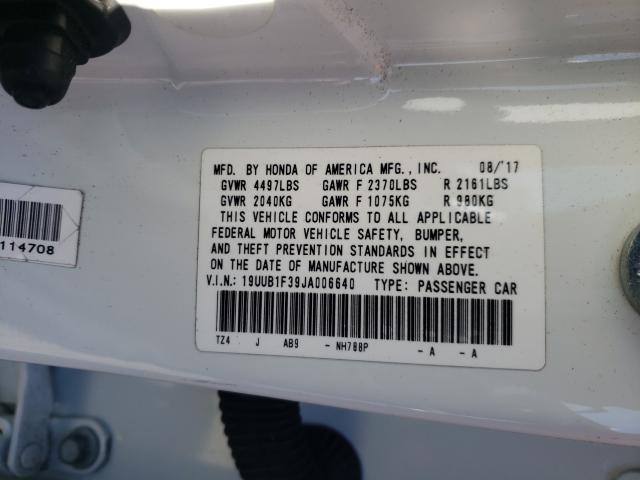 MFD. BY HONDA OF AMERICA MFG., INC. 08/'17
GVWR 4497LBS GAWR F 2370LBS R 2161LBS
GVWR 2040KG GAWR F 1075KG R 980KG
THIS VEHICLE CONFORMS TO ALL APPLICABLE
FEDERAL MOTOR VEHICLE SAFETY, BUMPER,
AND THEFT PREVENTION STANDARDS IN EFFECT
ON THE DATE OF MANUFACTURE SHOWN ABOVE.
V.I.N.: 19UUB1F39JA006640 TYPE: PASSENGER CAR
TZ4 J AB9 - NH788P - A - A
114708